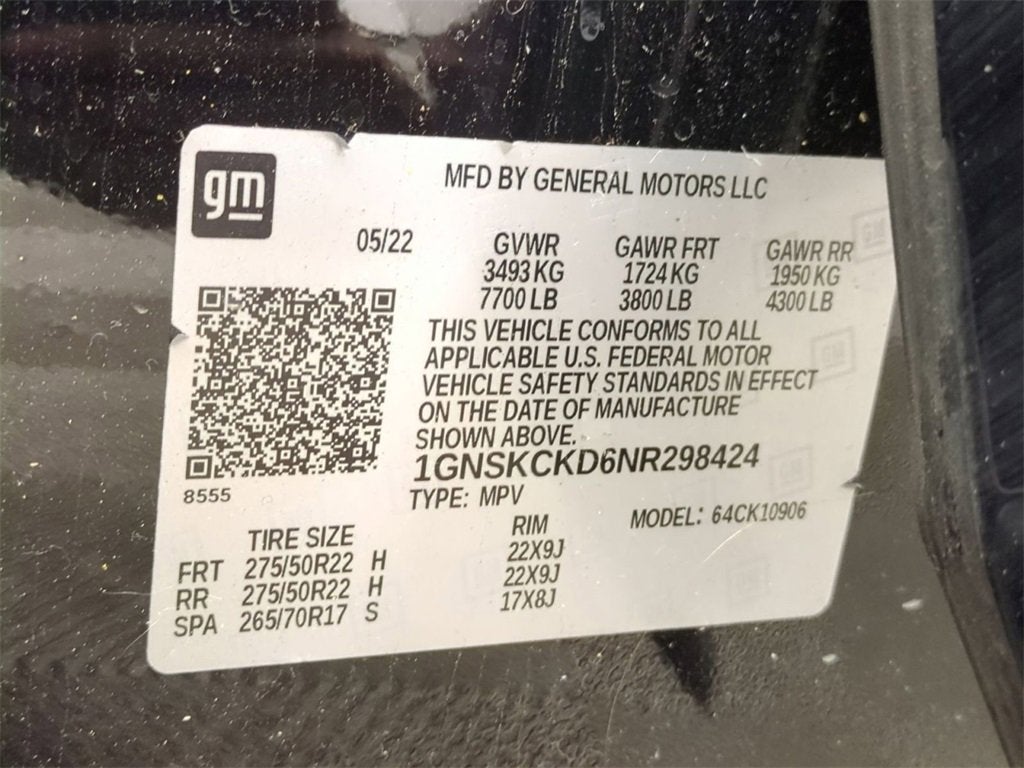 gm
MFD BY GENERAL MOTORS LLC
05/22 GVWR GAWR FRT GAWR RR
3493 KG 1724 KG 1950 KG
7700 LB 3800 LB 4300 LB
THIS VEHICLE CONFORMS TO ALL
APPLICABLE U.S. FEDERAL MOTOR
VEHICLE SAFETY STANDARDS IN EFFECT
ON THE DATE OF MANUFACTURE
SHOWN ABOVE.
1GNSKCKD6NR298424
8555
TYPE: MPV MODEL: 64CK10906
TIRE SIZE RIM
FRT 275/50R22 H 22X9J
RR 275/50R22 H 22X9J
SPA 265/70R17 S 17X8J